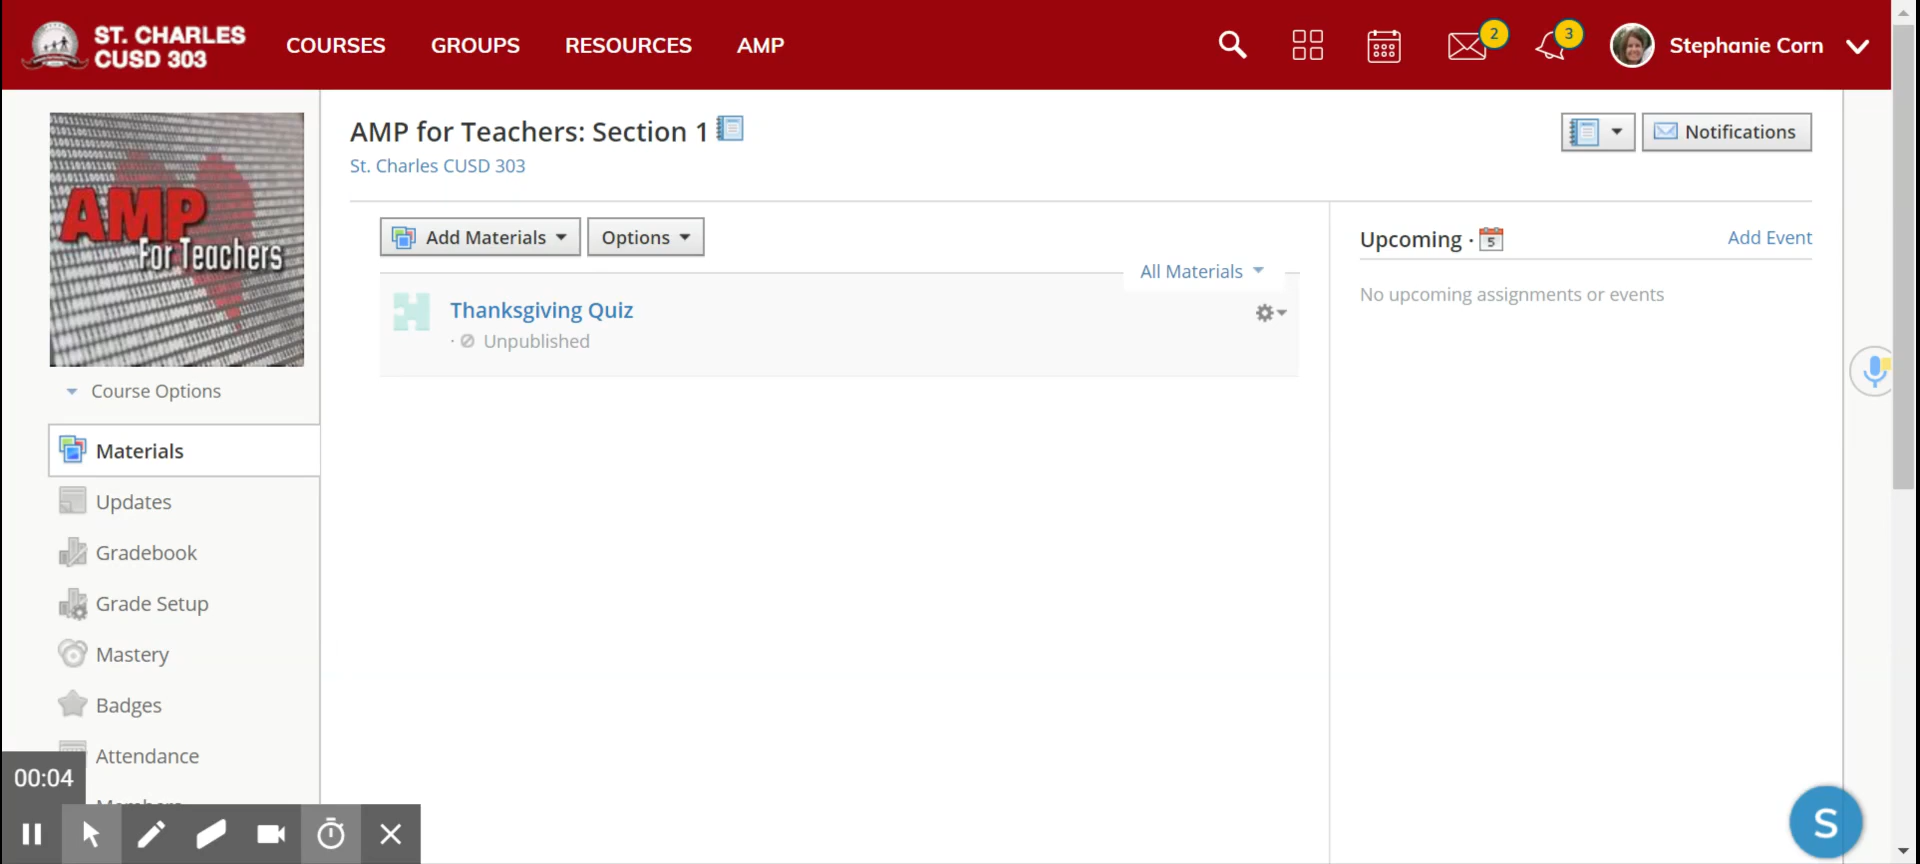 ST. CHARLES
CUSD 303
COURSES
GROUPS
RESOURCES
AMP
2
3
Stephanie Corn
AMP
For Teachers
Course Options
Materials
Updates
Gradebook
Grade Setup
Mastery
Badges
Attendance
Members
AMP for Teachers: Section 1
St. Charles CUSD 303
Notifications
Add Materials
Options
All Materials
Thanksgiving Quiz
· Unpublished
Upcoming · 5
Add Event
No upcoming assignments or events
00:04
S